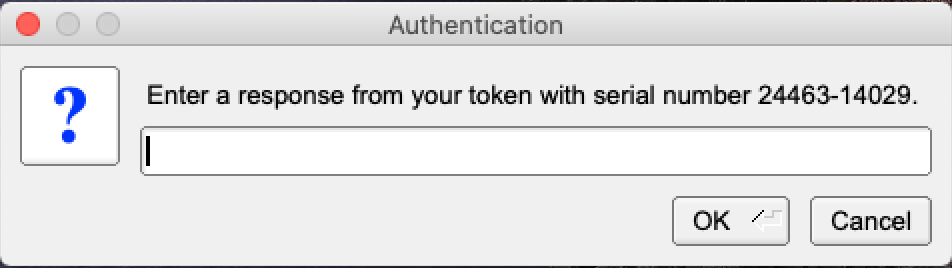 Authentication
?
Enter a response from your token with serial number 24463-14029.
OK
Cancel